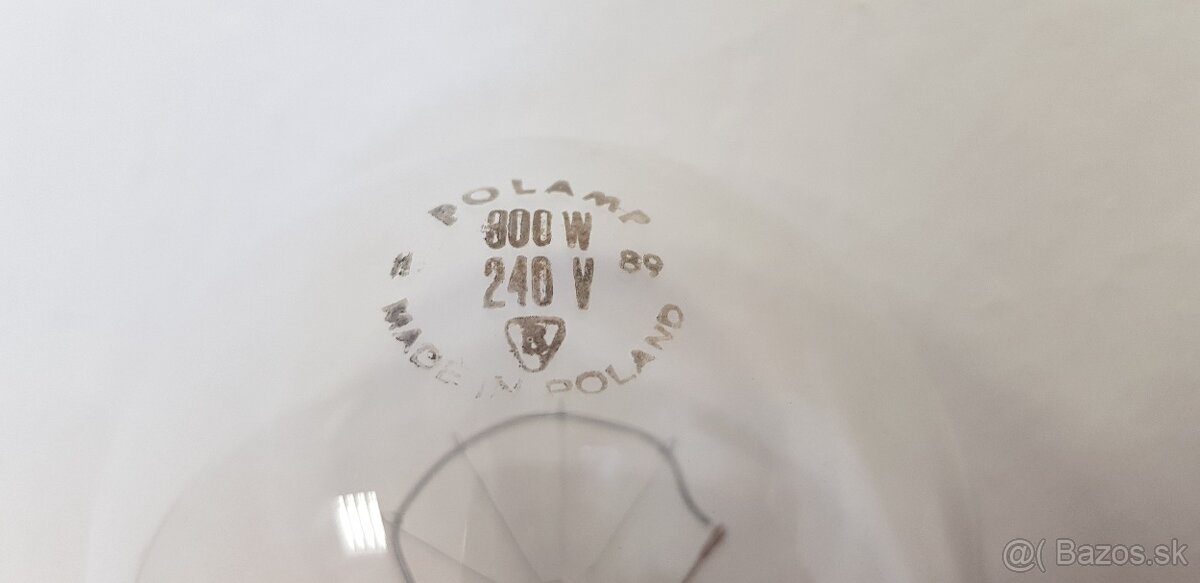 POLAMP
300 W
240 V
H 89
MADE IN POLAND
@( Bazos.sk